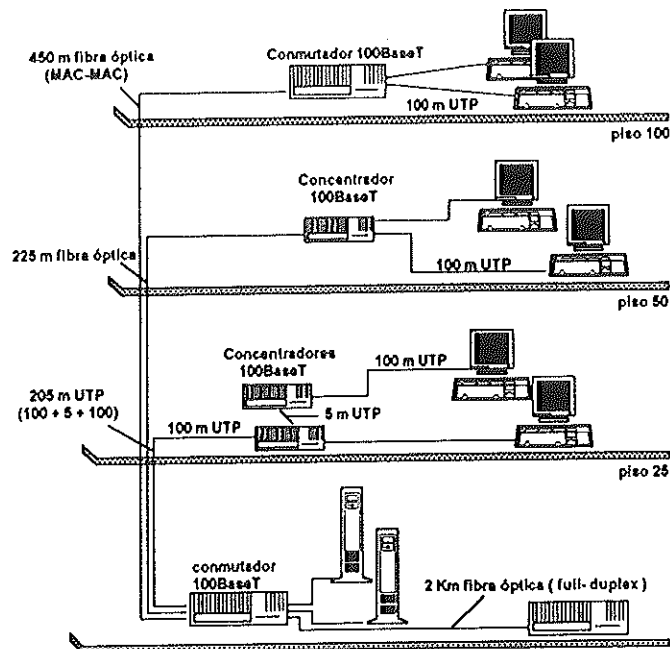 450 m fibra óptica
(MAC-MAC)
Conmutador 100BaseT
100 m UTP
piso 100
Concentrador
100BaseT
225 m fibra óptica
100 m UTP
piso 50
Concentradores
100BaseT
100 m UTP
205 m UTP
(100 + 5 + 100)
100 m UTP
5 m UTP
piso 25
conmutador
100BaseT
2 Km fibra óptica ( full-duplex )